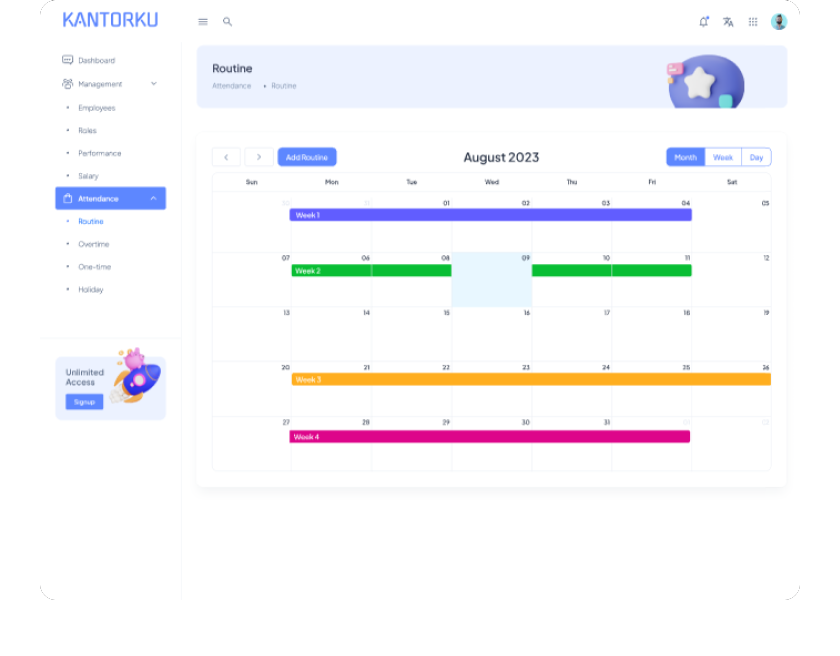 KANTORKU
Dashboard
Management
Employees
Roles
Performance
Salary
Attendance
Routine
Overtime
One-time
Holiday
Unlimited
Access
Signup
Routine
Attendance • Routine
Add Routine
August 2023
Month Week Day
Sun Mon Tue Wed Thu Fri Sat
01 02 03 04 05
Week 1
07 06 08 09 10 11 12
Week 2
13 14 15 16 17 18 19
20 21 22 23 24 25 26
Week 3
27 28 29 30 31
Week 4